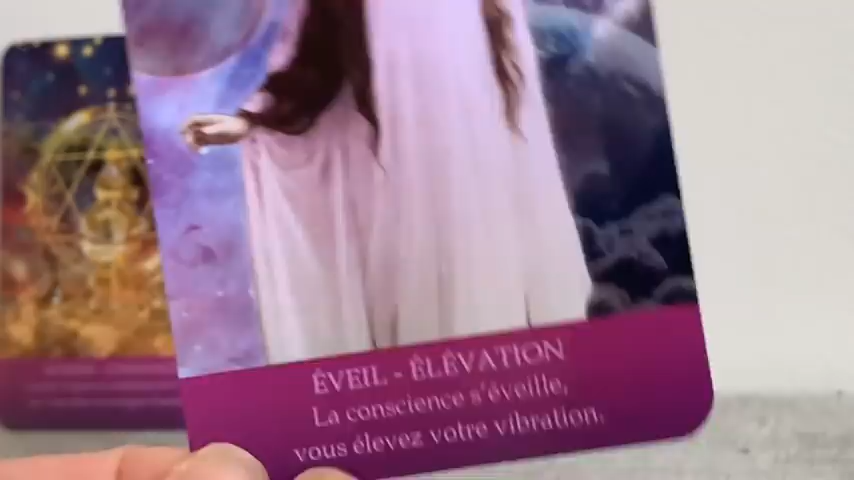 ÉVEIL - ÉLÉVATION
La conscience s'éveille,
vous élevez votre vibration.